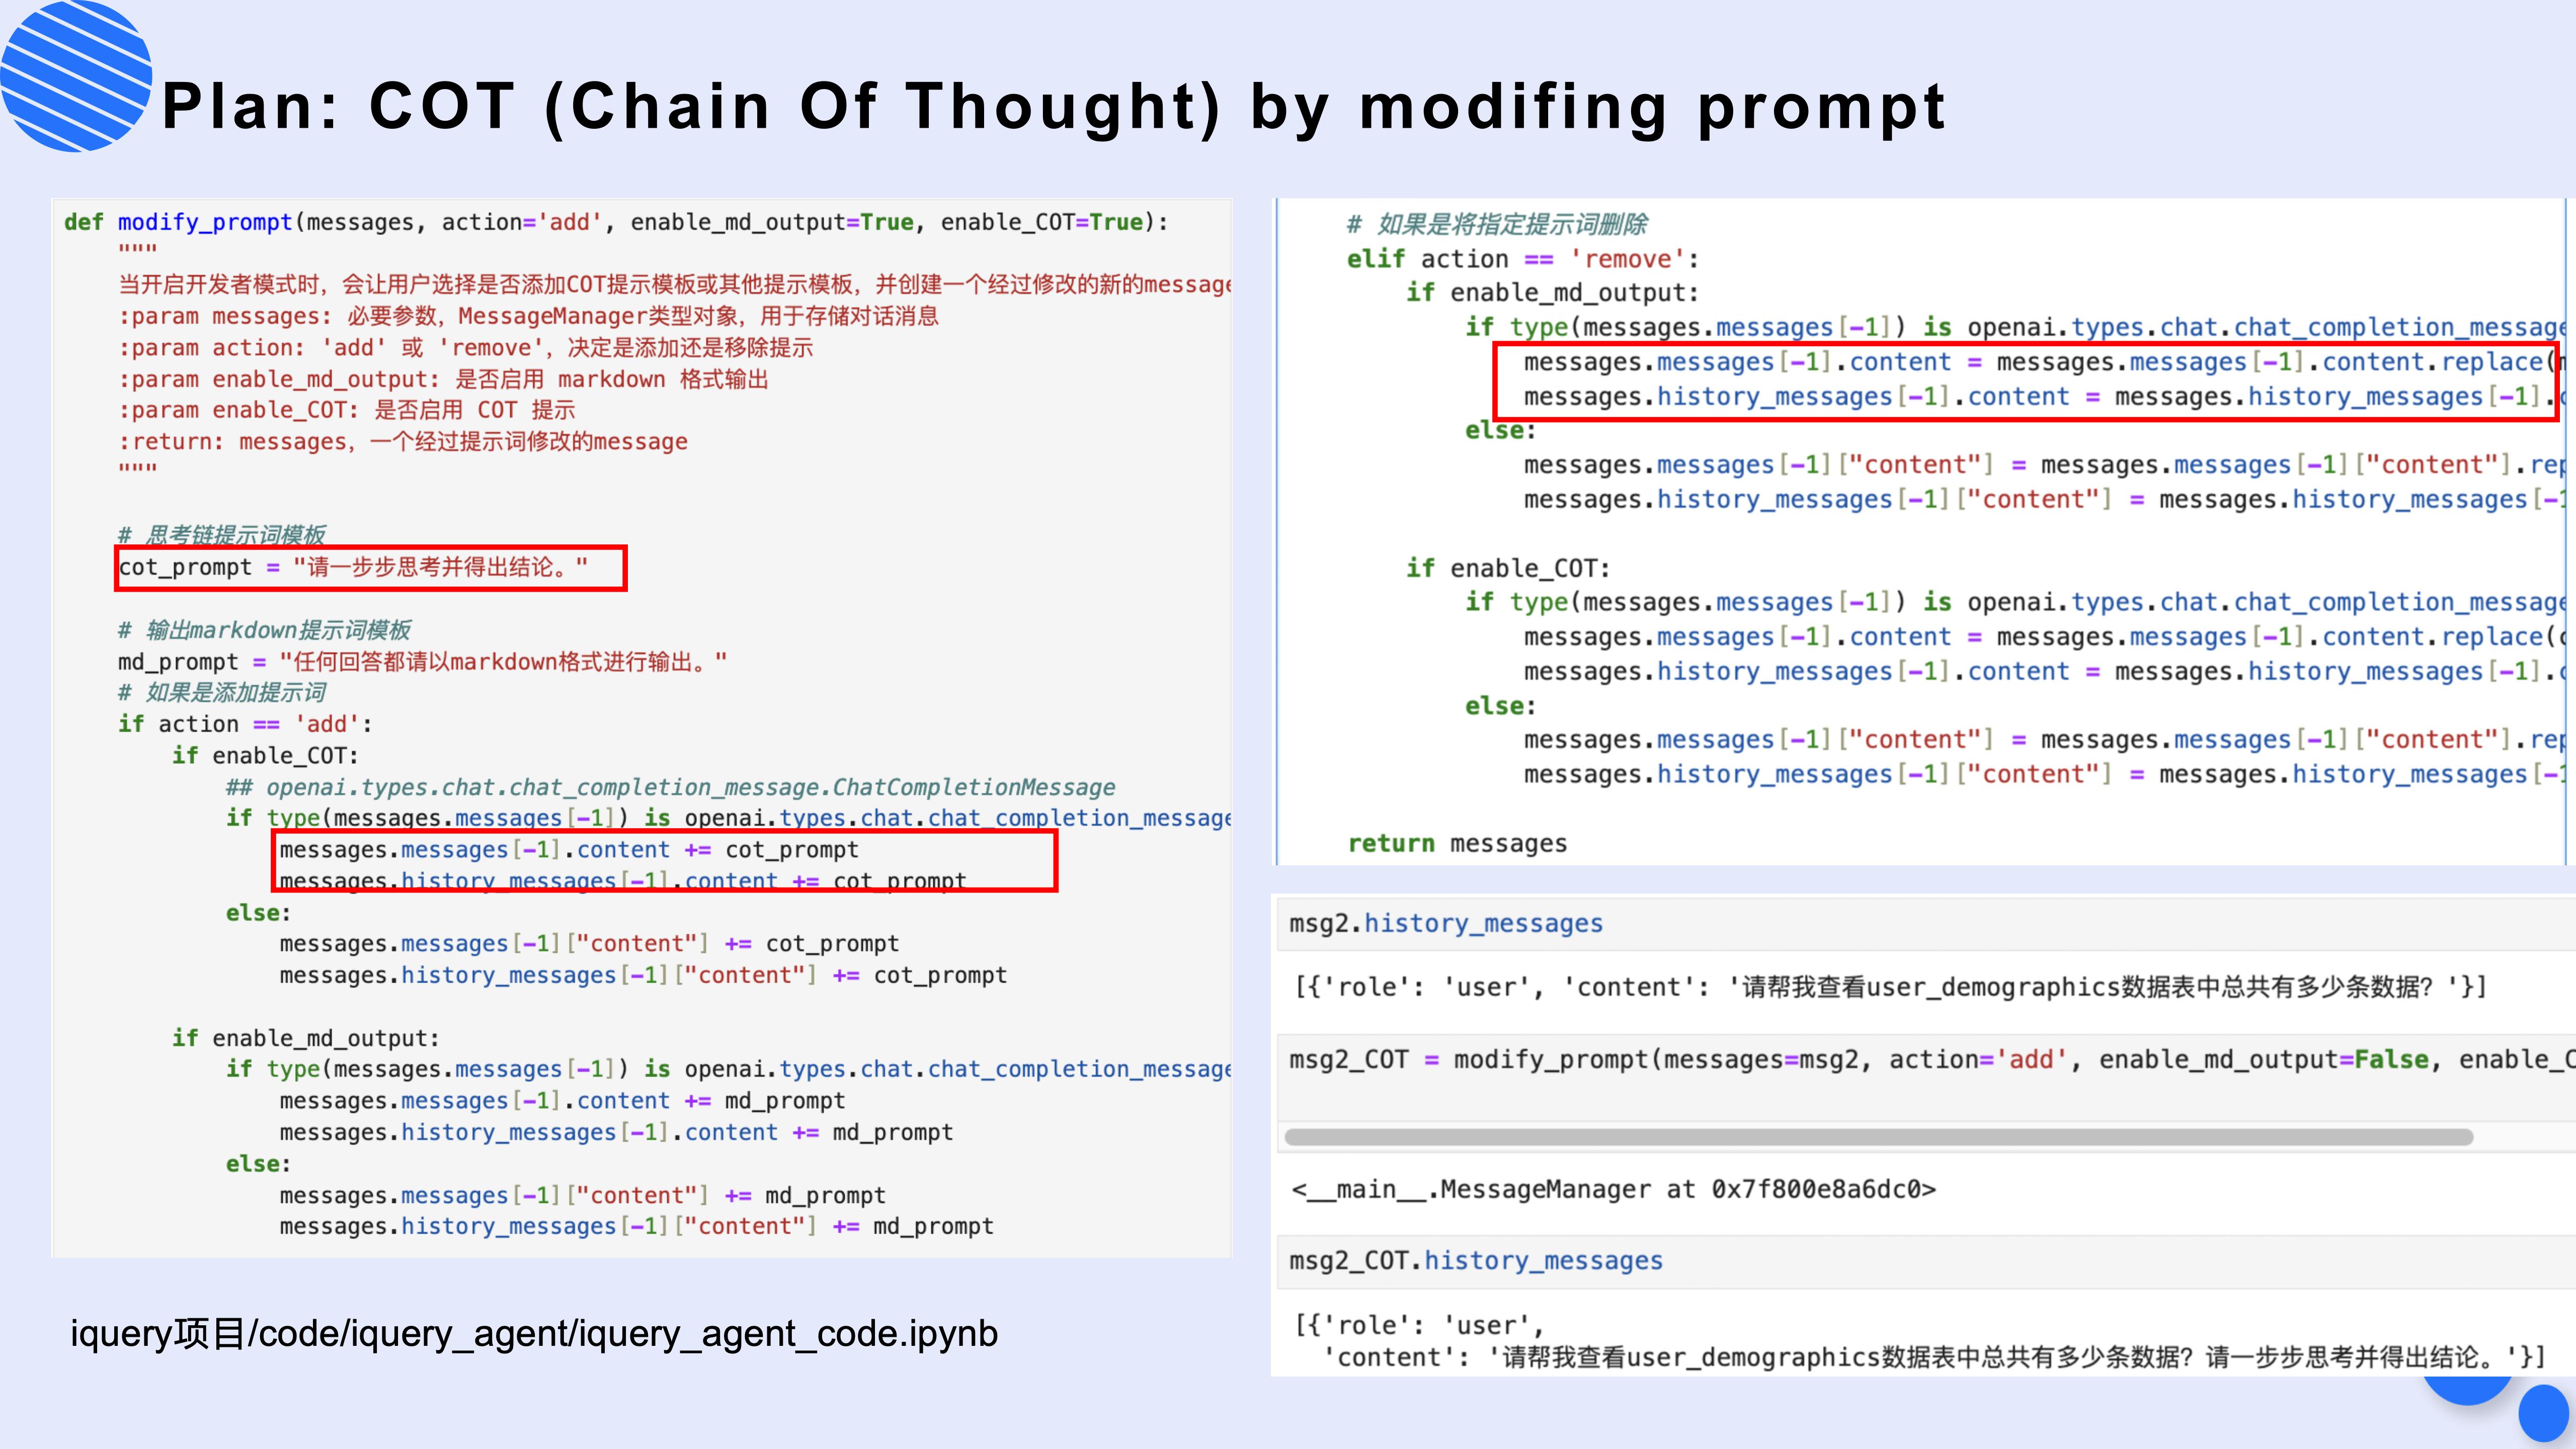 Plan: COT (Chain Of Thought) by modifing prompt
def modify_prompt(messages, action='add', enable_md_output=True, enable_COT=True):
"""
当开启开发者模式时，会让用户选择是否添加COT提示模板或其他提示模板，并创建一个经过修改的新的message
:param messages: 必要参数，MessageManager类型对象，用于存储对话消息
:param action: 'add' 或 'remove'，决定是添加还是移除提示
:param enable_md_output: 是否启用 markdown 格式输出
:param enable_COT: 是否启用 COT 提示
:return: messages，一个经过提示词修改的message
"""
# 思考链提示词模板
cot_prompt = "请一步步思考并得出结论。"
# 输出markdown提示词模板
md_prompt = "任何回答都请以markdown格式进行输出。"
# 如果是添加提示词
if action == 'add':
if enable_COT:
## openai.types.chat.chat_completion_message.ChatCompletionMessage
if type(messages.messages[-1]) is openai.types.chat.chat_completion_message
messages.messages[-1].content += cot_prompt
messages.history_messages[-1].content += cot_prompt
else:
messages.messages[-1]["content"] += cot_prompt
messages.history_messages[-1]["content"] += cot_prompt
if enable_md_output:
if type(messages.messages[-1]) is openai.types.chat.chat_completion_message
messages.messages[-1].content += md_prompt
messages.history_messages[-1].content += md_prompt
else:
messages.messages[-1]["content"] += md_prompt
messages.history_messages[-1]["content"] += md_prompt
iquery项目/code/iquery_agent/iquery_agent_code.ipynb
# 如果是将指定提示词删除
elif action == 'remove':
if enable_md_output:
if type(messages.messages[-1]) is openai.types.chat.chat_completion_message
messages.messages[-1].content = messages.messages[-1].content.replace(
messages.history_messages[-1].content = messages.history_messages[-1].
else:
messages.messages[-1]["content"] = messages.messages[-1]["content"].rep
messages.history_messages[-1]["content"] = messages.history_messages[-1
if enable_COT:
if type(messages.messages[-1]) is openai.types.chat.chat_completion_message
messages.messages[-1].content = messages.messages[-1].content.replace(c
messages.history_messages[-1].content = messages.history_messages[-1].c
else:
messages.messages[-1]["content"] = messages.messages[-1]["content"].rep
messages.history_messages[-1]["content"] = messages.history_messages[-1
return messages
msg2.history_messages
[{'role': 'user', 'content': '请帮我查看user_demographics数据表中总共有多少条数据？'}]
msg2_COT = modify_prompt(messages=msg2, action='add', enable_md_output=False, enable_C
<__main__.MessageManager at 0x7f800e8a6dc0>
msg2_COT.history_messages
[{'role': 'user',
'content': '请帮我查看user_demographics数据表中总共有多少条数据？请一步步思考并得出结论。'}]